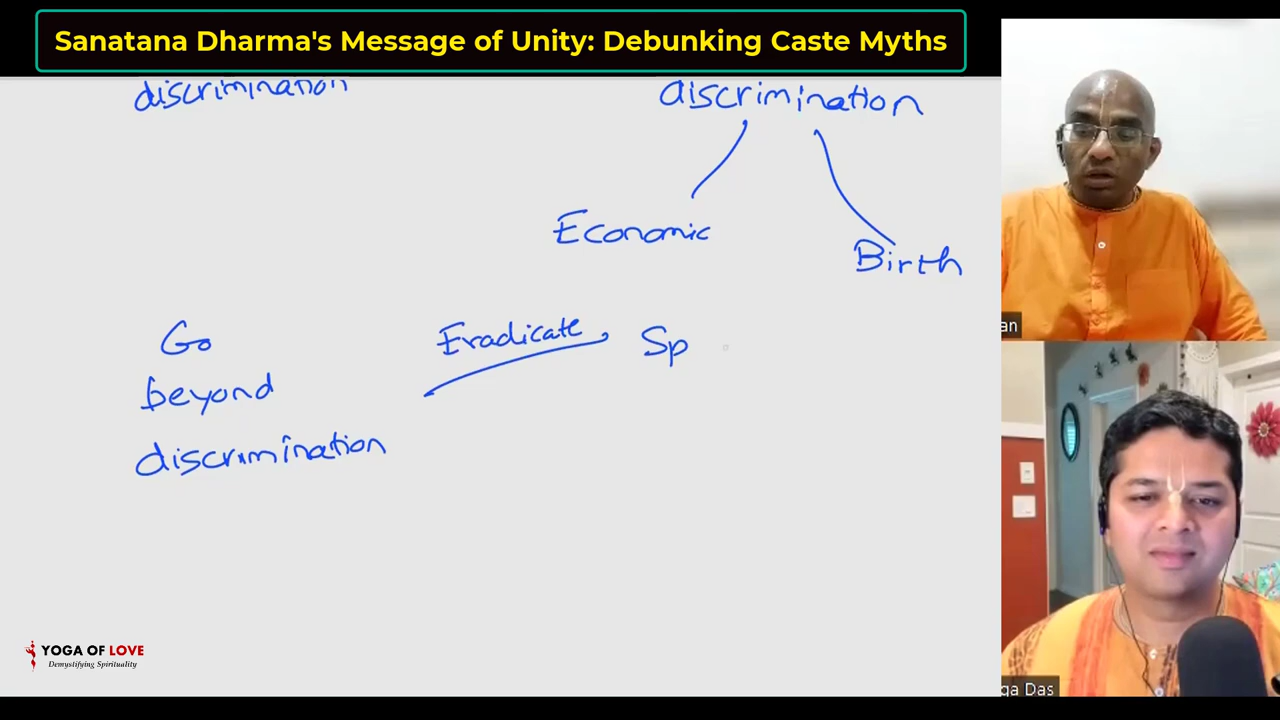 Sanatana Dharma's Message of Unity: Debunking Caste Myths
discrimination
discrimination
Economic
Birth
Go
beyond
discrimination
Eradicate
Sp
an
ga Das
YOGA OF LOVE
Demystifying Spirituality